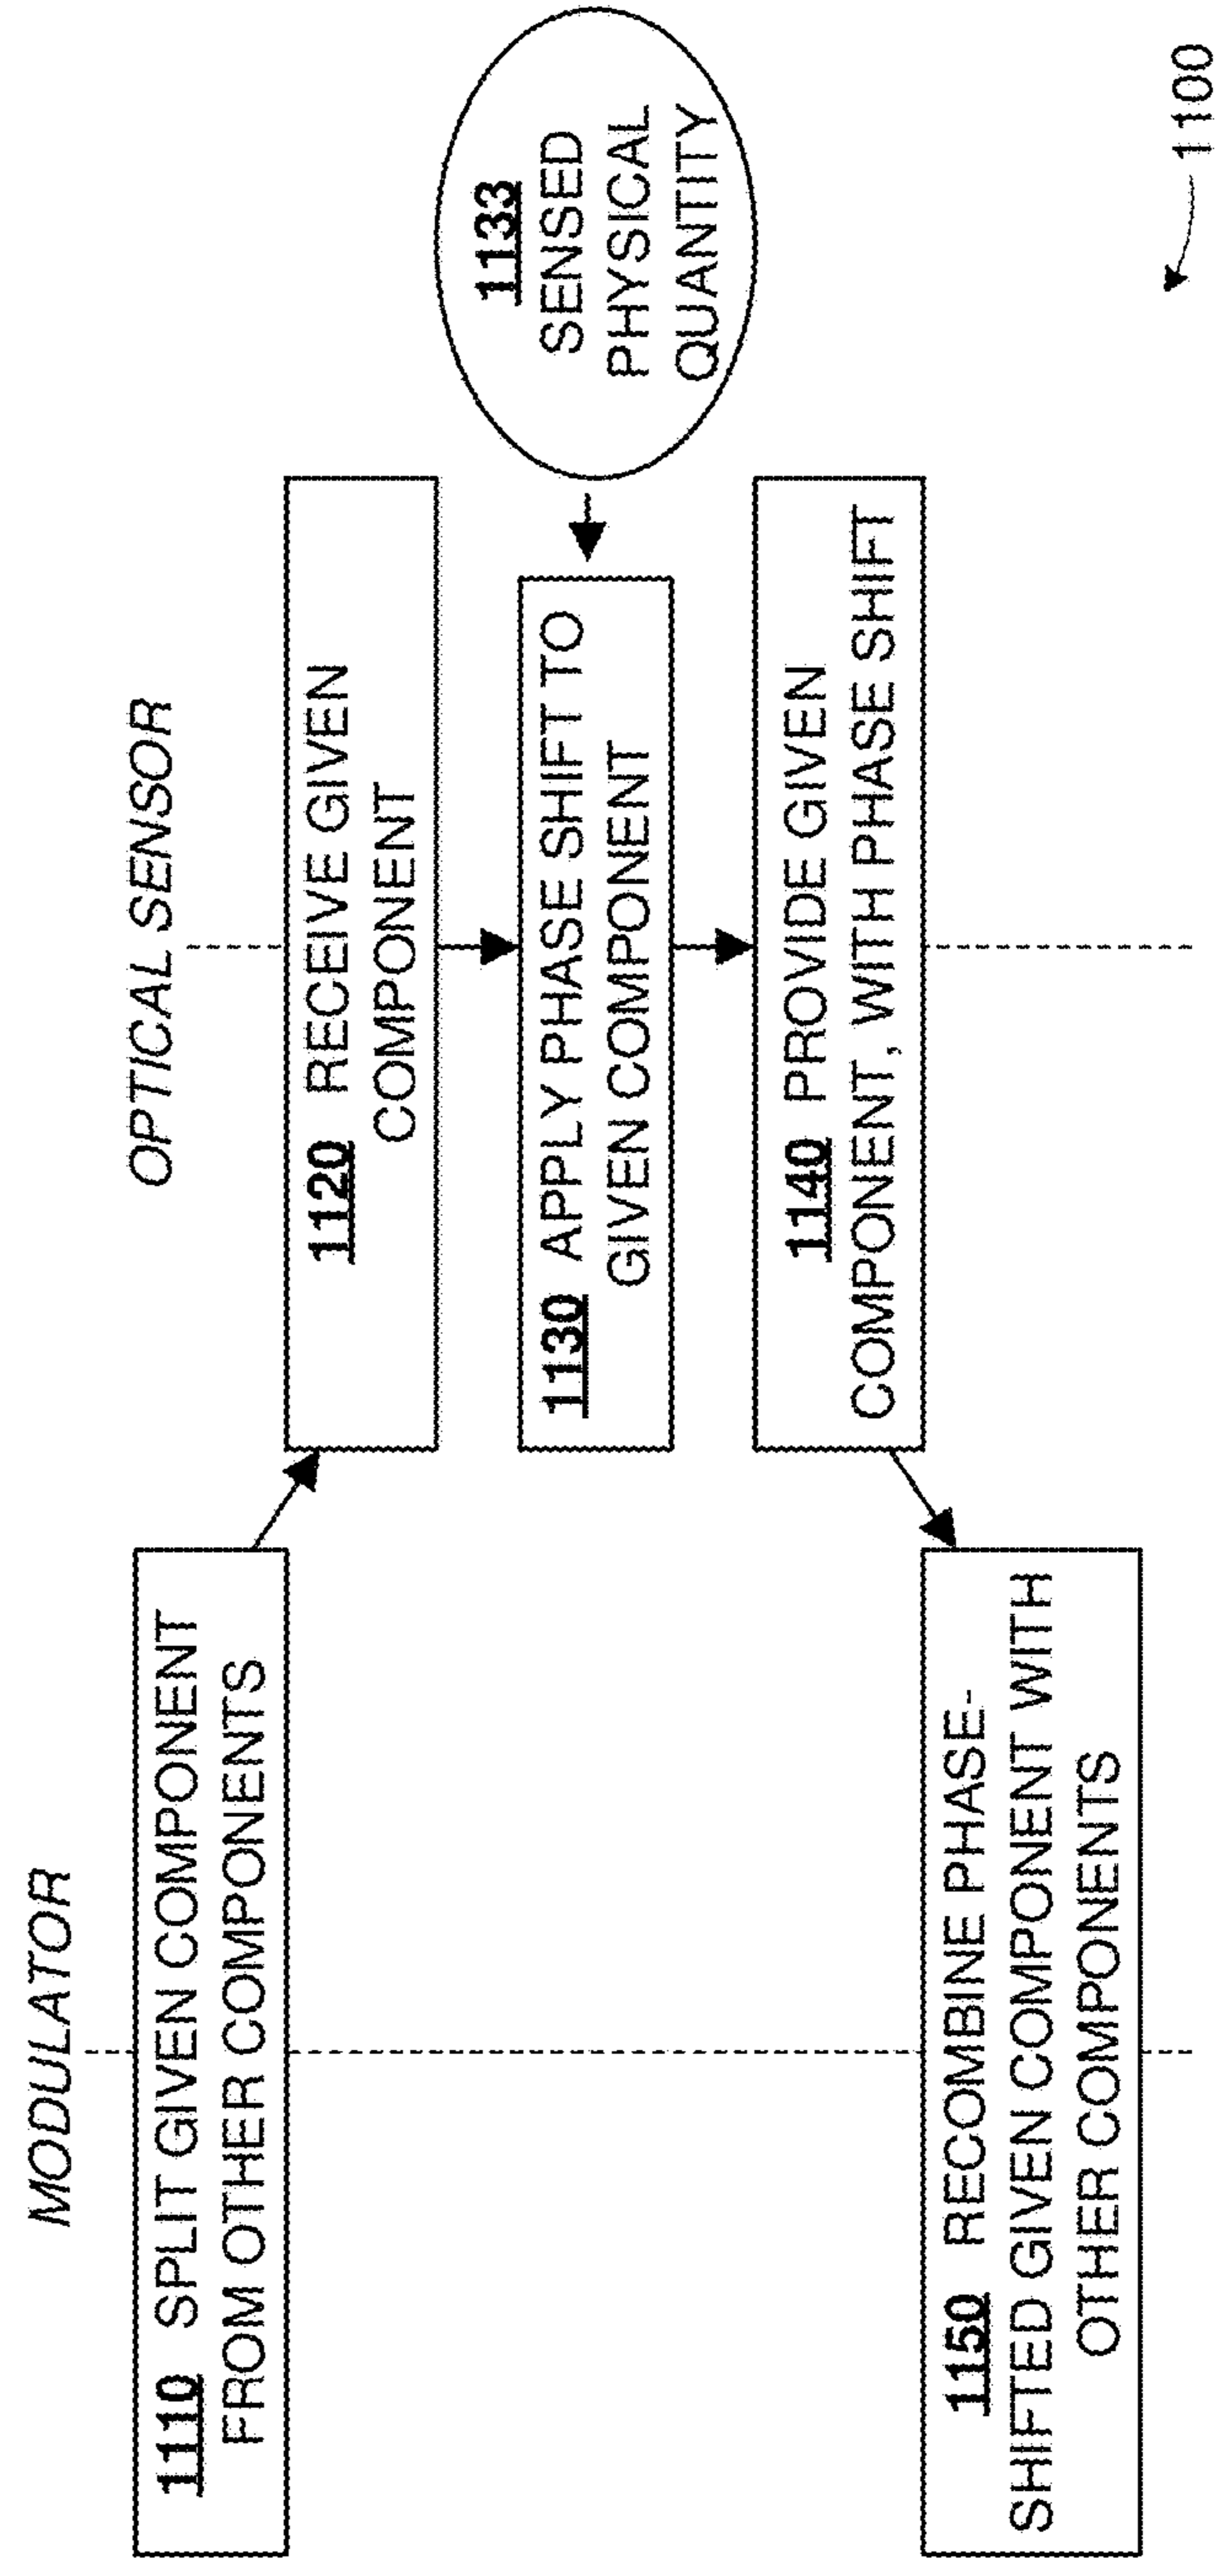 MODULATOR
OPTICAL SENSOR
1110 SPLIT GIVEN COMPONENT
FROM OTHER COMPONENTS
1120 RECEIVE GIVEN
COMPONENT
1130 APPLY PHASE SHIFT TO
GIVEN COMPONENT
1133
SENSED
PHYSICAL
QUANTITY
1140 PROVIDE GIVEN
COMPONENT, WITH PHASE SHIFT
1150 RECOMBINE PHASE-
SHIFTED GIVEN COMPONENT WITH
OTHER COMPONENTS
1100